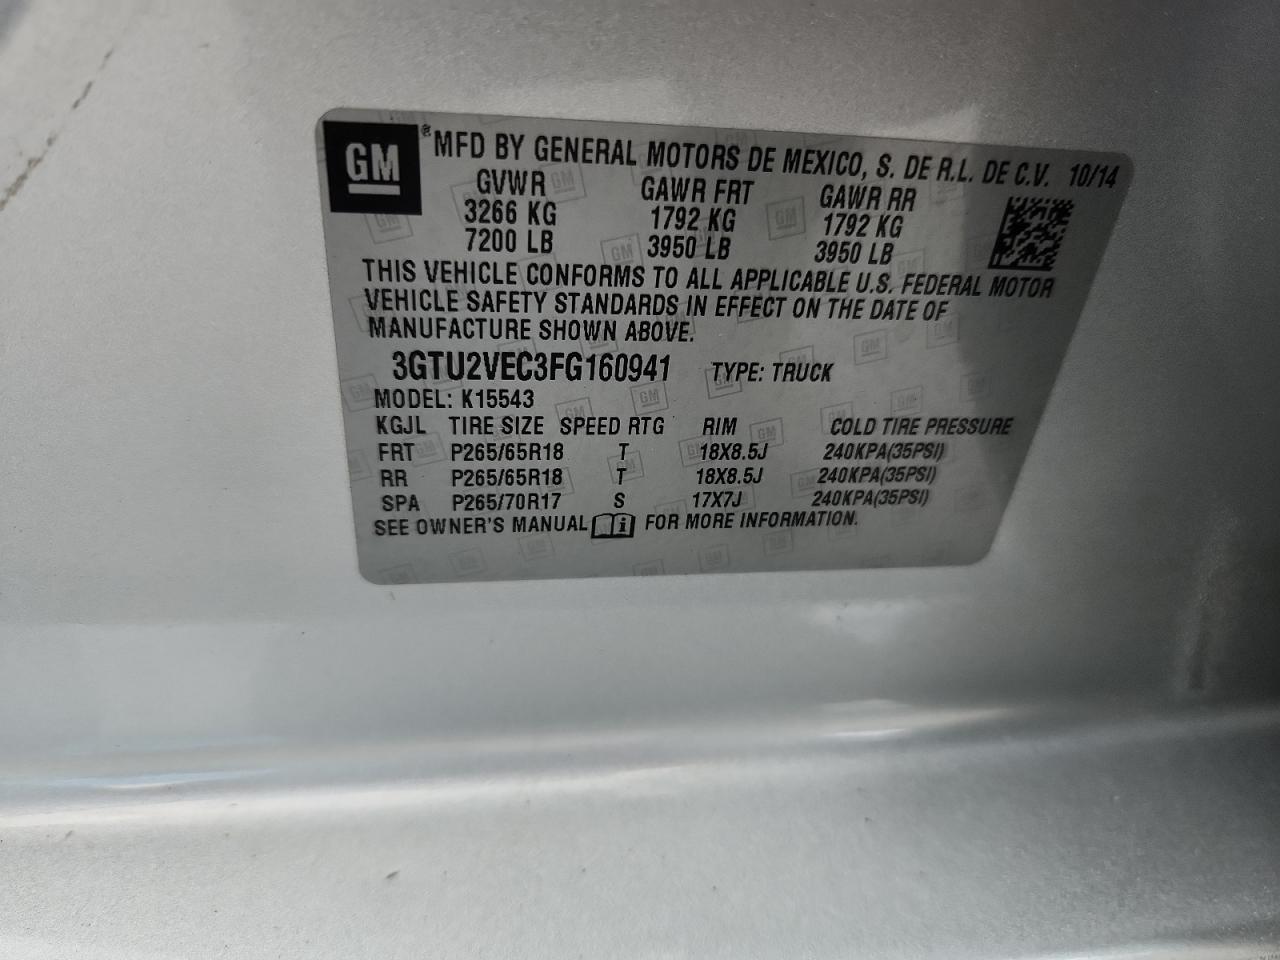 GM ® MFD BY GENERAL MOTORS DE MEXICO, S. DE R.L. DE C.V. 10/14
GVWR GAWR FRT GAWR RR
3266 KG 1792 KG 1792 KG
7200 LB 3950 LB 3950 LB
THIS VEHICLE CONFORMS TO ALL APPLICABLE U.S. FEDERAL MOTOR
VEHICLE SAFETY STANDARDS IN EFFECT ON THE DATE OF
MANUFACTURE SHOWN ABOVE.
3GTU2VEC3FG160941 TYPE: TRUCK
MODEL: K15543
KGJL TIRE SIZE SPEED RTG RIM COLD TIRE PRESSURE
FRT P265/65R18 T 18X8.5J 240KPA(35PSI)
RR P265/65R18 T 18X8.5J 240KPA(35PSI)
SPA P265/70R17 S 17X7J 240KPA(35PSI)
SEE OWNER'S MANUAL FOR MORE INFORMATION.